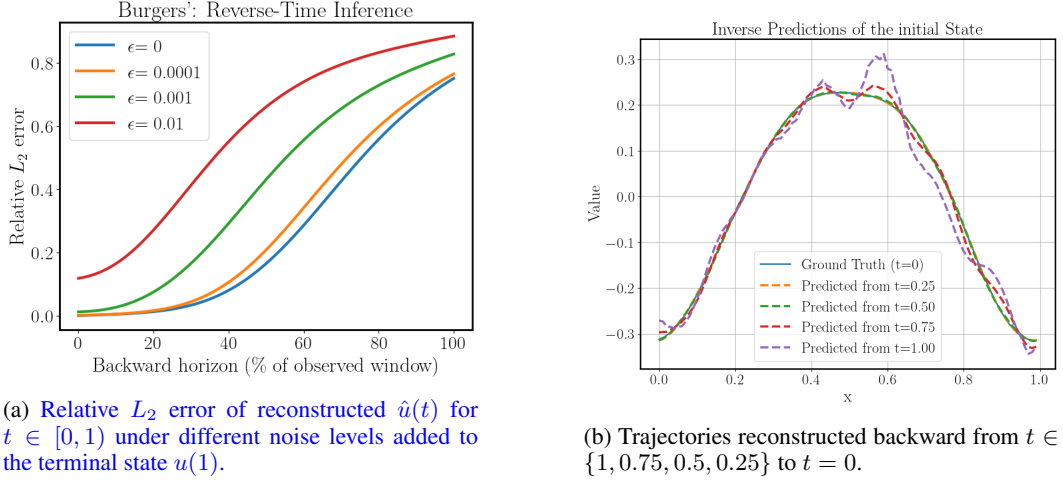 Burgers': Reverse-Time Inference
ϵ= 0
ϵ= 0.0001
ϵ= 0.001
ϵ= 0.01
Relative L₂ error
0.8
0.6
0.4
0.2
0.0
0 20 40 60 80 100
Backward horizon (% of observed window)
(a) Relative L₂ error of reconstructed û(t) for
t ∈ [0, 1) under different noise levels added to
the terminal state u(1).
Inverse Predictions of the initial State
Value
0.3
0.2
0.1
0.0
−0.1
−0.2
−0.3
Ground Truth (t=0)
Predicted from t=0.25
Predicted from t=0.50
Predicted from t=0.75
Predicted from t=1.00
0.0 0.2 0.4 0.6 0.8 1.0
x
(b) Trajectories reconstructed backward from t ∈
{1, 0.75, 0.5, 0.25} to t = 0.